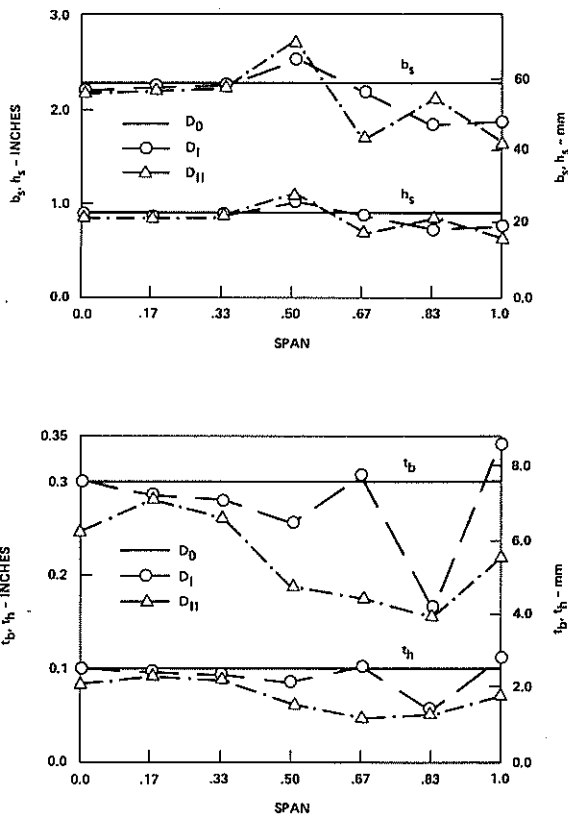 3.0
2.0
1.0
0.0
b_s, h_s – INCHES
b_s
D_0
D_I
D_II
h_s
60
40
20
0.0
b_s, h_s – mm
0.0 .17 .33 .50 .67 .83 1.0
SPAN
0.35
0.3
0.2
0.1
0.0
t_b, t_h – INCHES
t_b
D_0
D_I
D_II
t_h
8.0
6.0
4.0
2.0
0.0
t_b, t_h – mm
0.0 .17 .33 .50 .67 .83 1.0
SPAN